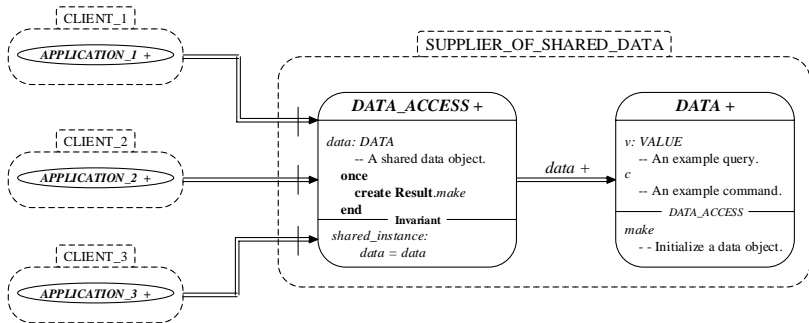 CLIENT_1
APPLICATION_1 +
CLIENT_2
APPLICATION_2 +
CLIENT_3
APPLICATION_3 +
SUPPLIER_OF_SHARED_DATA
DATA_ACCESS +
data: DATA
-- A shared data object.
once
create Result.make
end
Invariant
shared_instance:
data = data
data +
DATA +
v: VALUE
-- An example query.
c
-- An example command.
DATA_ACCESS
make
- - Initialize a data object.